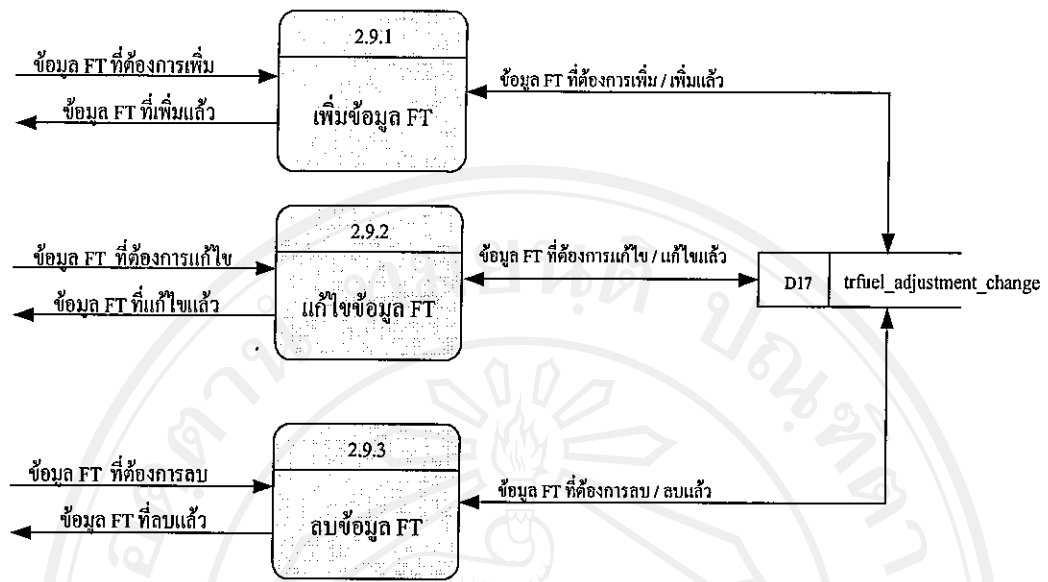 2.9.1
ข้อมูล FT ที่ต้องการเพิ่ม
ข้อมูล FT ที่ต้องการเพิ่ม / เพิ่มแล้ว
ข้อมูล FT ที่เพิ่มแล้ว
เพิ่มข้อมูล FT
2.9.2
ข้อมูล FT ที่ต้องการแก้ไข
ข้อมูล FT ที่ต้องการแก้ไข / แก้ไขแล้ว
ข้อมูล FT ที่แก้ไขแล้ว
แก้ไขข้อมูล FT
D17
trfuel_adjustment_change
2.9.3
ข้อมูล FT ที่ต้องการลบ
ข้อมูล FT ที่ต้องการลบ / ลบแล้ว
ข้อมูล FT ที่ลบแล้ว
ลบข้อมูล FT